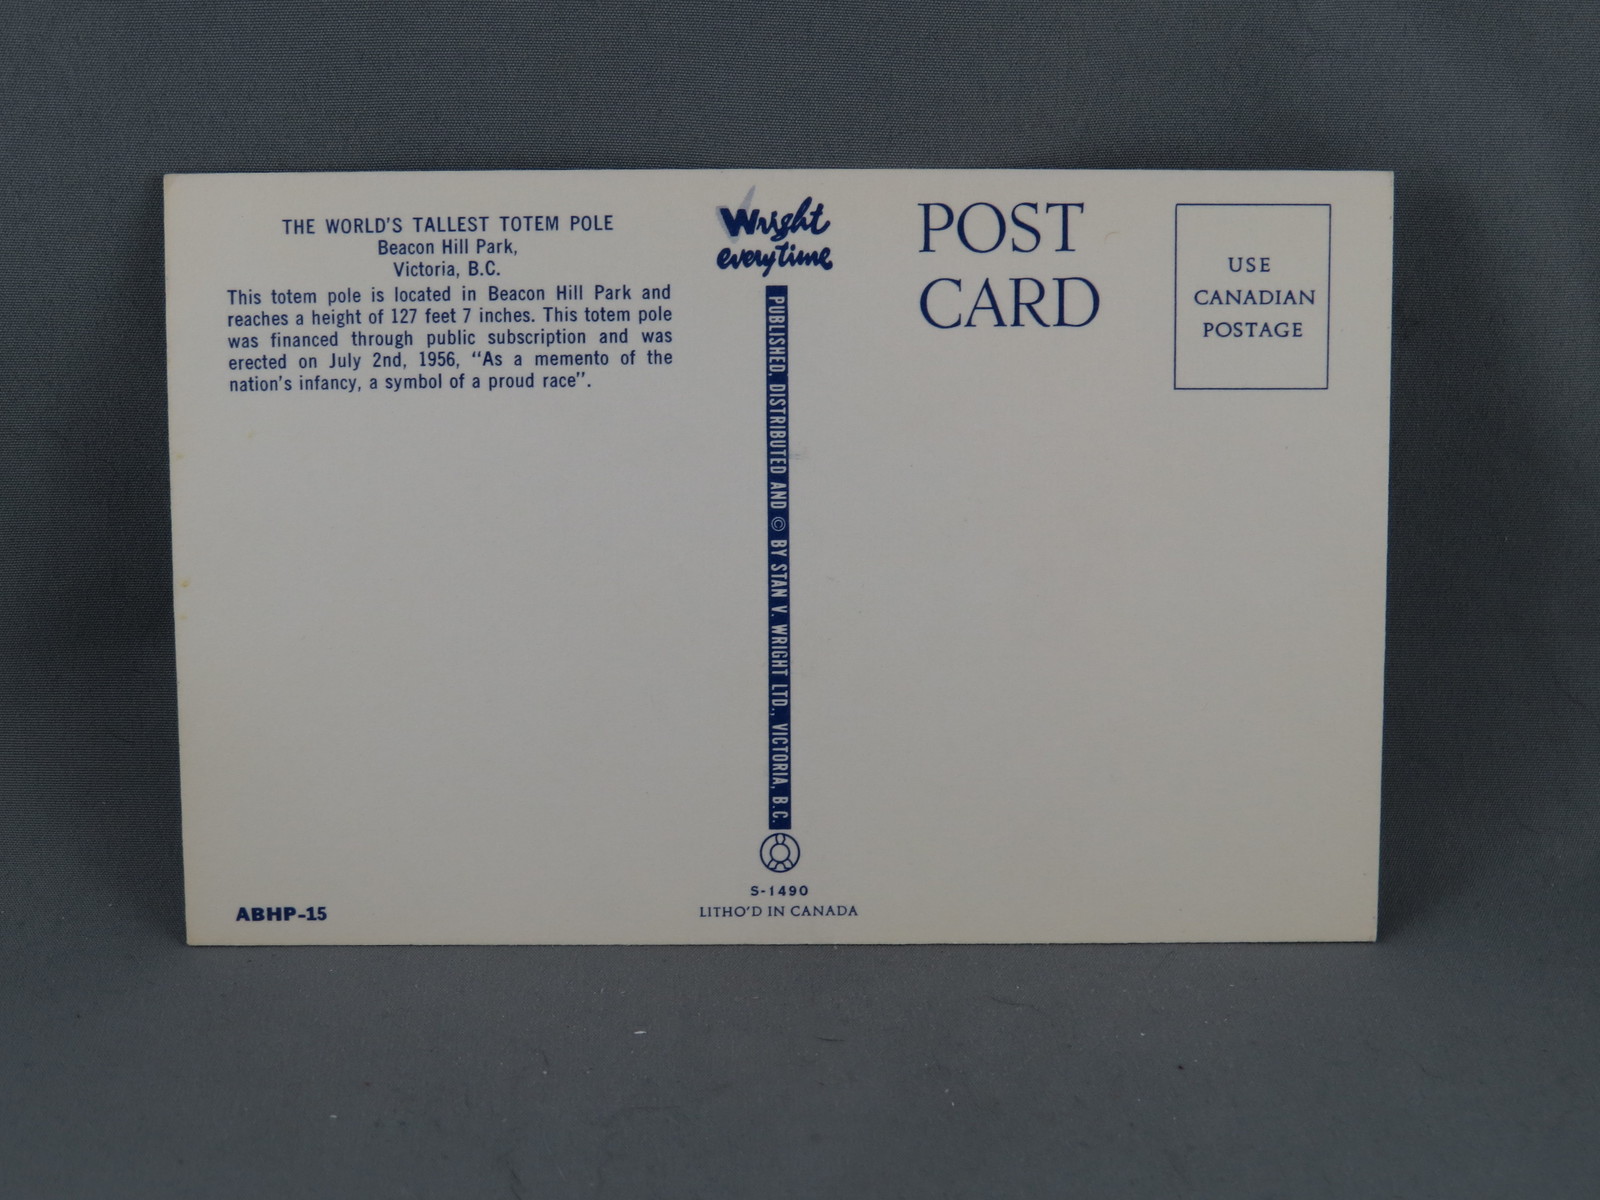 THE WORLD'S TALLEST TOTEM POLE
Beacon Hill Park,
Victoria, B.C.
This totem pole is located in Beacon Hill Park and
reaches a height of 127 feet 7 inches. This totem pole
was financed through public subscription and was
erected on July 2nd, 1956, "As a memento of the
nation's infancy, a symbol of a proud race".
ABHP-15
Wright
everytime
PUBLISHED, DISTRIBUTED AND © BY STAN V. WRIGHT LTD., VICTORIA, B.C.
S-1490
LITHO'D IN CANADA
POST
CARD
USE
CANADIAN
POSTAGE